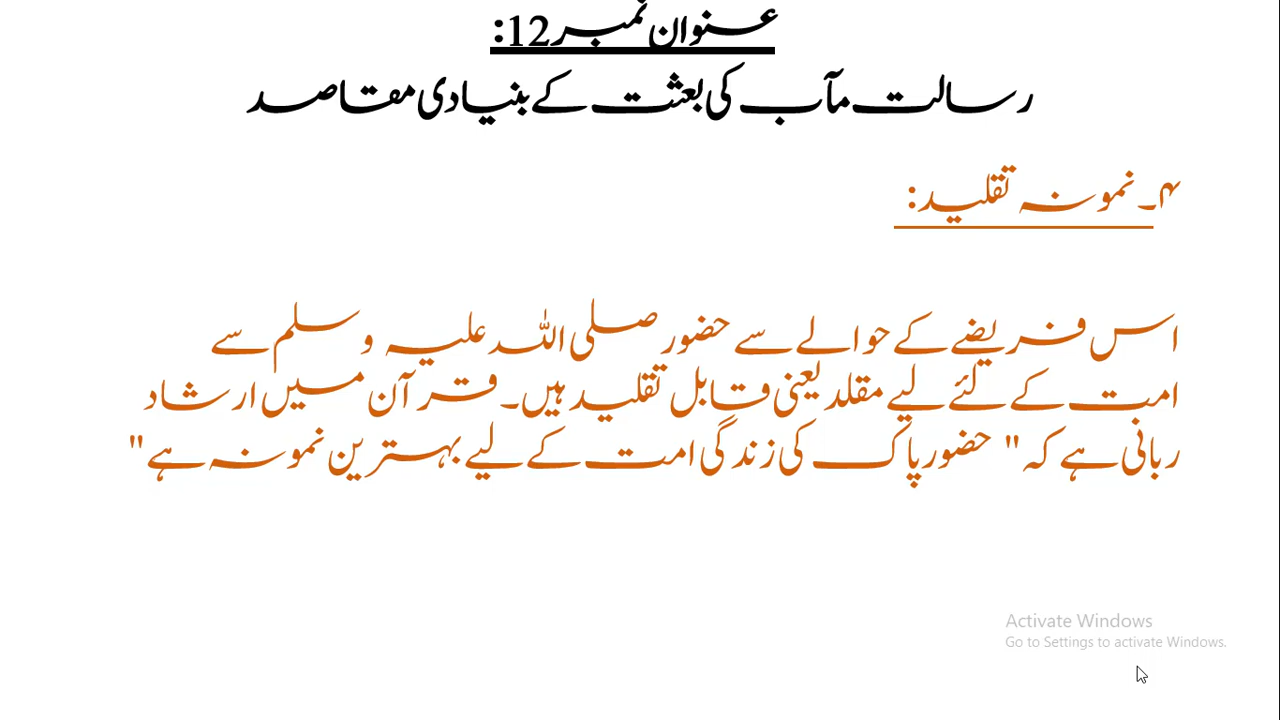 عنوان نمبر12:
رسالت مآب کی بعثت کے بنیادی مقاصد
۴۔ نمونہ تقلید:
اس فریضے کے حوالے سے حضور صلی اللہ علیہ وسلم سے
امت کے لئے لیے مقلد یعنی قابل تقلید ہیں۔ قرآن میں ارشاد
ربانی ہے کہ " حضور پاک کی زندگی امت کے لیے بہترین نمونہ ہے"
Activate Windows
Go to Settings to activate Windows.